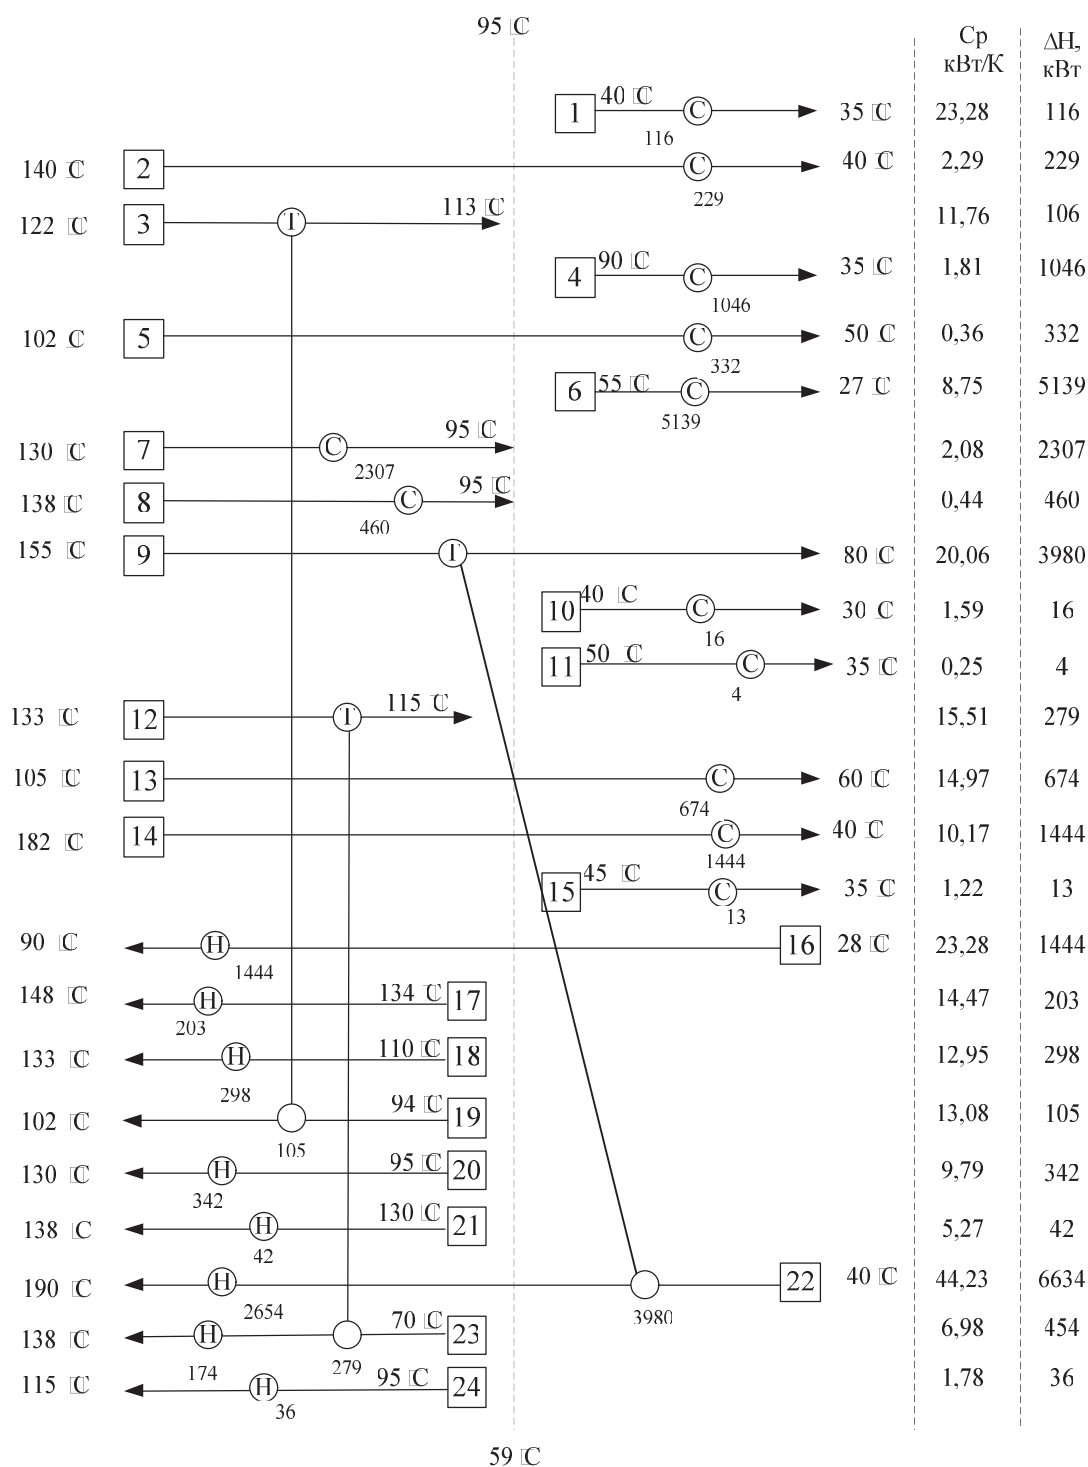 95 °C
Cp
кВт/К
ΔH,
кВт
1 40 °C C 35 °C 23,28 116
116
140 °C 2 C 40 °C 2,29 229
229
122 °C 3 T 113 °C 11,76 106
4 90 °C C 35 °C 1,81 1046
1046
102 °C 5 C 50 °C 0,36 332
332
6 55 °C C 27 °C 8,75 5139
5139
130 °C 7 C 95 °C 2,08 2307
2307
138 °C 8 C 95 °C 0,44 460
460
155 °C 9 T 80 °C 20,06 3980
10 40 °C C 30 °C 1,59 16
16
11 50 °C C 35 °C 0,25 4
4
133 °C 12 T 115 °C 15,51 279
105 °C 13 C 60 °C 14,97 674
674
182 °C 14 C 40 °C 10,17 1444
1444
15 45 °C C 35 °C 1,22 13
13
90 °C H 16 28 °C 23,28 1444
1444
148 °C H 134 °C 17 14,47 203
203
133 °C H 110 °C 18 12,95 298
298
102 °C 94 °C 19 13,08 105
105
130 °C H 95 °C 20 9,79 342
342
138 °C H 130 °C 21 5,27 42
42
190 °C H 22 40 °C 44,23 6634
2654 3980
138 °C H 70 °C 23 6,98 454
174 279
115 °C H 95 °C 24 1,78 36
36
59 °C